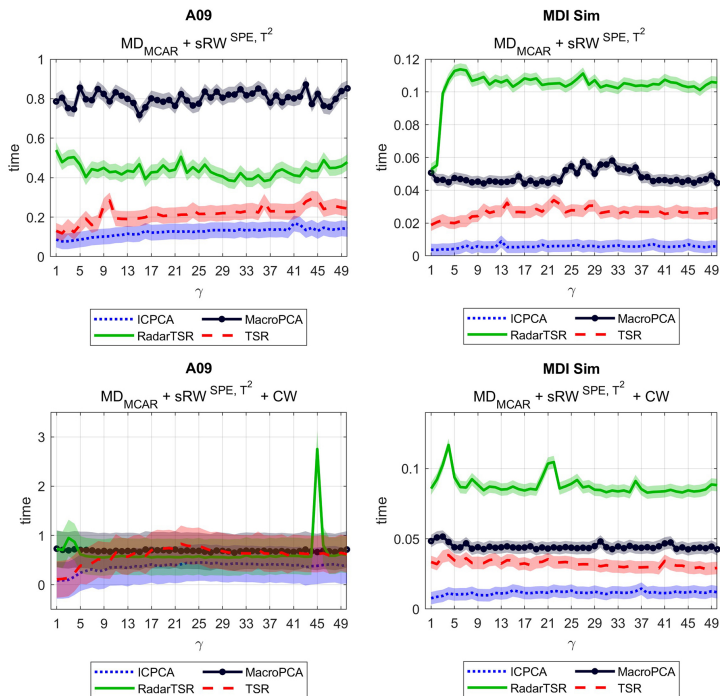 A09
MD_MCAR + sRW^SPE, T^2
1
0.8
0.6
0.4
0.2
0
time
1 5 9 13 17 21 25 29 33 37 41 45 49
γ
ICPCA MacroPCA
RadarTSR TSR
MDI Sim
MD_MCAR + sRW^SPE, T^2
0.12
0.1
0.08
0.06
0.04
0.02
0
time
1 5 9 13 17 21 25 29 33 37 41 45 49
γ
ICPCA MacroPCA
RadarTSR TSR
A09
MD_MCAR + sRW^SPE, T^2 + CW
3
2
1
0
time
1 5 9 13 17 21 25 29 33 37 41 45 49
γ
ICPCA MacroPCA
RadarTSR TSR
MDI Sim
MD_MCAR + sRW^SPE, T^2 + CW
0.1
0.05
0
time
1 5 9 13 17 21 25 29 33 37 41 45 49
γ
ICPCA MacroPCA
RadarTSR TSR